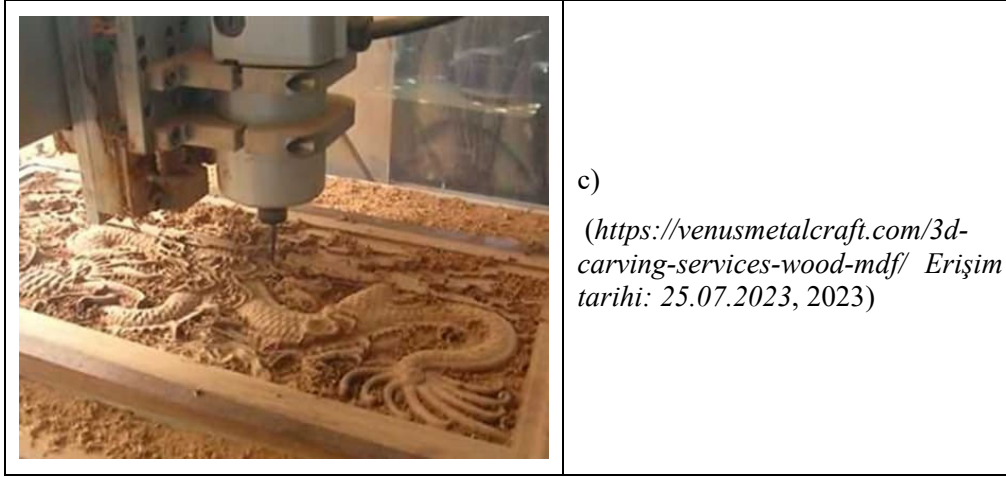 c)
(https://venusmetalcraft.com/3d-
carving-services-wood-mdf/ Erişim
tarihi: 25.07.2023, 2023)